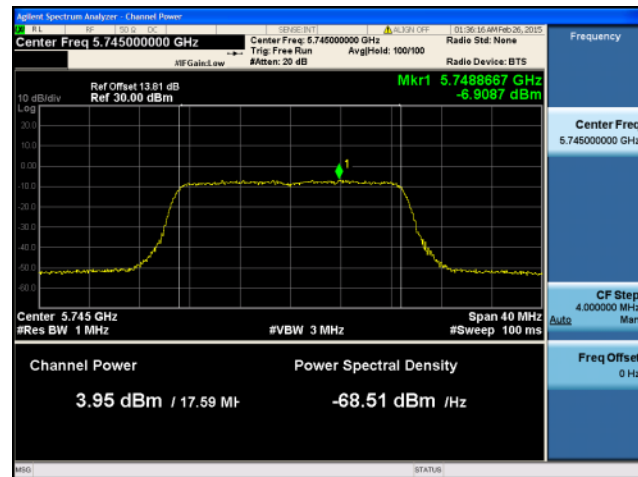 Agilent Spectrum Analyzer - Channel Power
RL RF 50 Ω DC SENSE:INT ALIGN OFF 01:36:16 AM Feb 26, 2015
Center Freq 5.745000000 GHz
Center Freq: 5.745000000 GHz Radio Std: None
Trig: Free Run Avg|Hold: 100/100
#IFGain:Low #Atten: 20 dB Radio Device: BTS
Frequency
Mkr1 5.7488667 GHz
-6.9087 dBm
Ref Offset 13.81 dB
10 dB/div Ref 30.00 dBm
Log
20.0
10.0
0.00
-10.0
-20.0
-30.0
-40.0
-50.0
-60.0
1
Center 5.745 GHz Span 40 MHz
#Res BW 1 MHz #VBW 3 MHz #Sweep 100 ms
Channel Power Power Spectral Density
3.95 dBm / 17.59 MH -68.51 dBm /Hz
Center Freq
5.745000000 GHz
CF Step
4.000000 MHz
Auto Man
Freq Offset
0 Hz
MSG STATUS